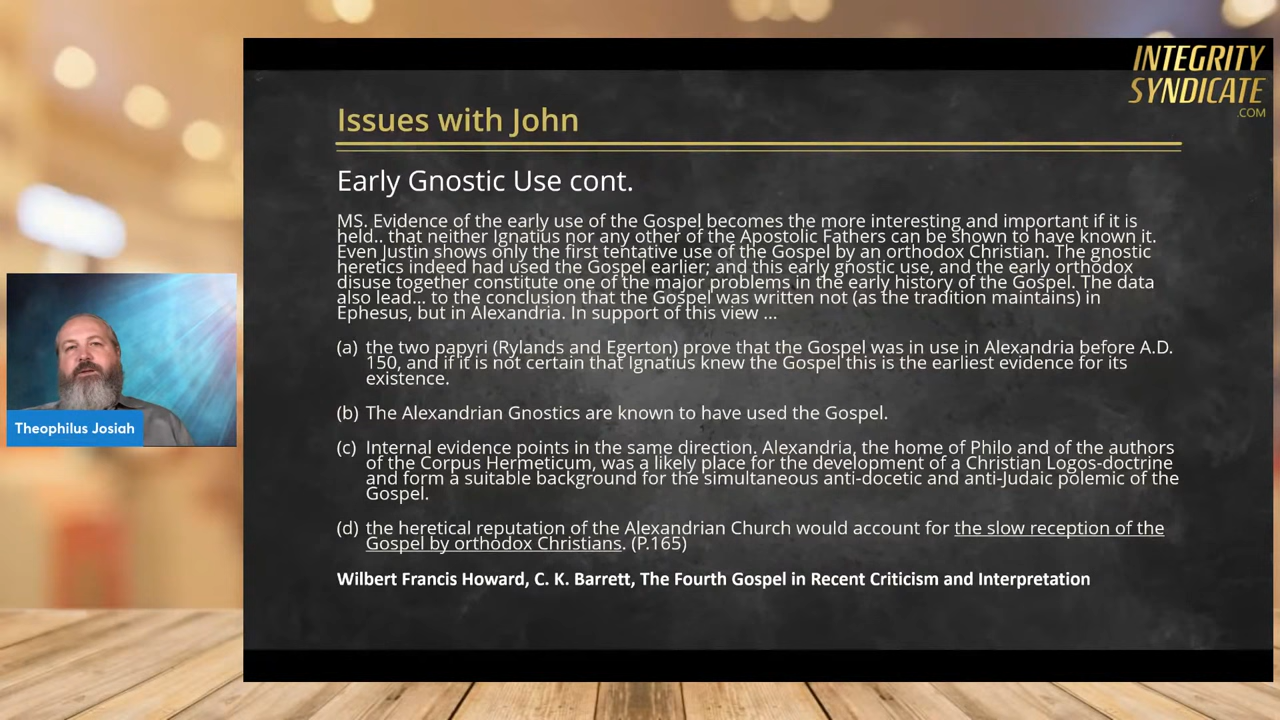 INTEGRITY
SYNDICATE
.COM
Issues with John
Early Gnostic Use cont.
MS. Evidence of the early use of the Gospel becomes the more interesting and important if it is
held.. that neither Ignatius nor any other of the Apostolic Fathers can be shown to have known it.
Even Justin shows only the first tentative use of the Gospel by an orthodox Christian. The gnostic
heretics indeed had used the Gospel earlier; and this early gnostic use, and the early orthodox
disuse together constitute one of the major problems in the early history of the Gospel. The data
also lead... to the conclusion that the Gospel was written not (as the tradition maintains) in
Ephesus, but in Alexandria. In support of this view ...
(a) the two papyri (Rylands and Egerton) prove that the Gospel was in use in Alexandria before A.D.
150, and if it is not certain that Ignatius knew the Gospel this is the earliest evidence for its
existence.
(b) The Alexandrian Gnostics are known to have used the Gospel.
(c) Internal evidence points in the same direction. Alexandria, the home of Philo and of the authors
of the Corpus Hermeticum, was a likely place for the development of a Christian Logos-doctrine
and form a suitable background for the simultaneous anti-docetic and anti-Judaic polemic of the
Gospel.
(d) the heretical reputation of the Alexandrian Church would account for the slow reception of the
Gospel by orthodox Christians. (P.165)
Wilbert Francis Howard, C. K. Barrett, The Fourth Gospel in Recent Criticism and Interpretation
Theophilus Josiah